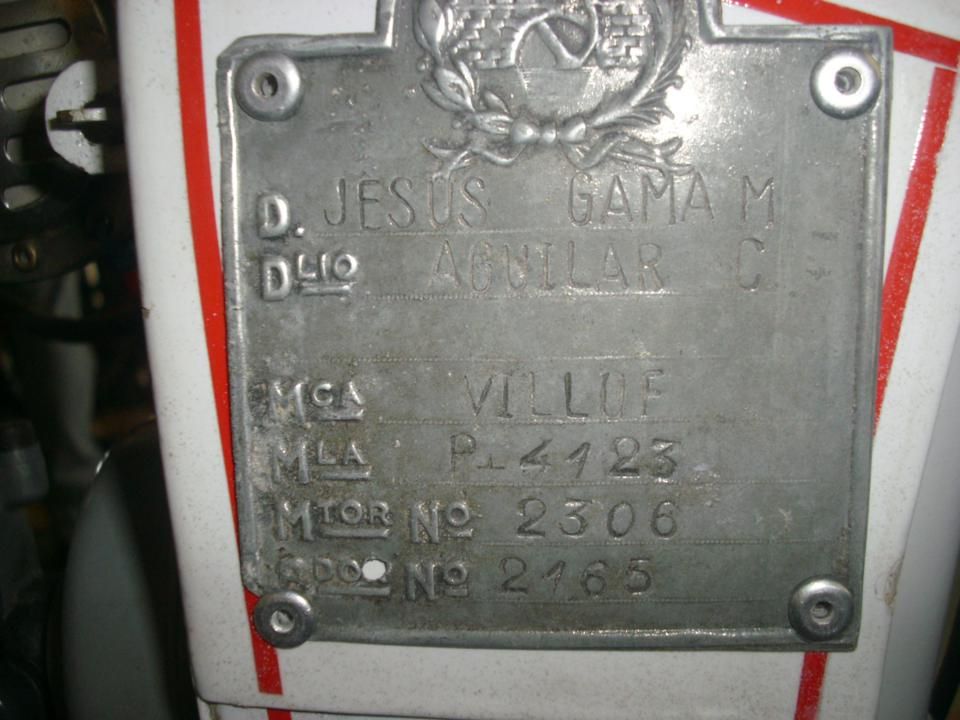 D. JESUS GAMA M
DLIO AGUILAR C
MCA VILLOF
MLA P-4123
MTOR No 2306
No 2165